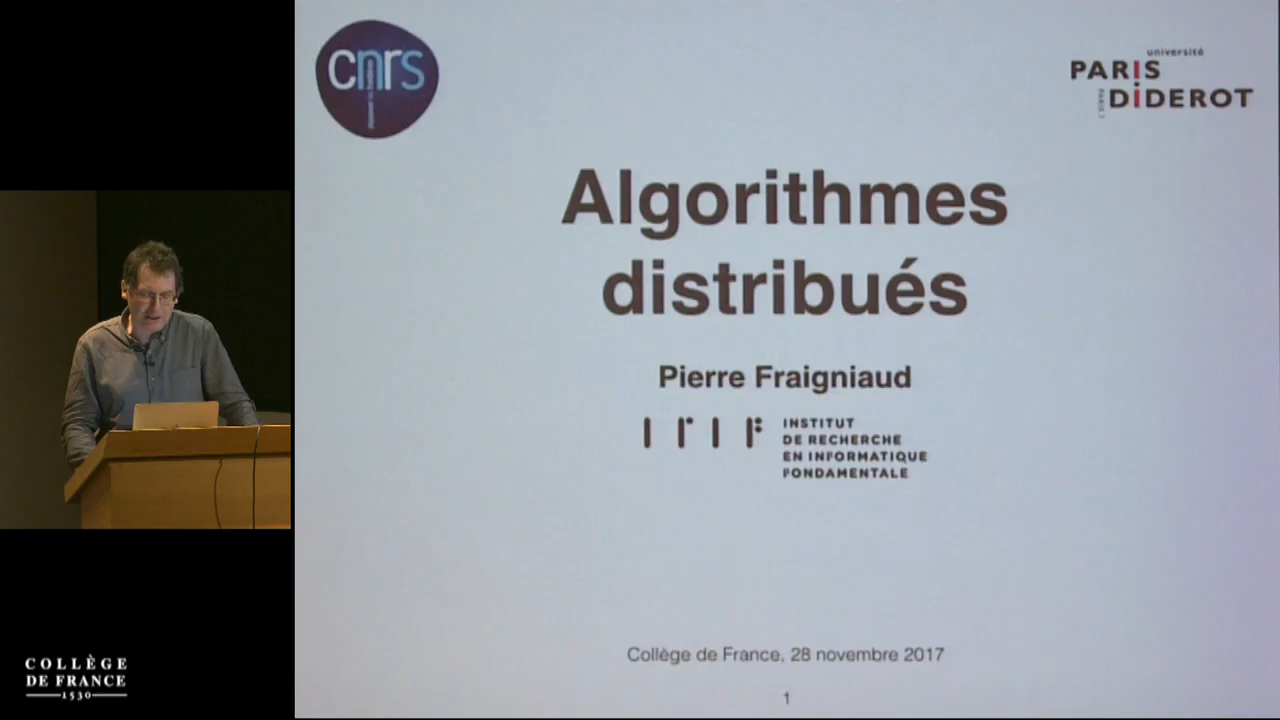 cnrs
université
PARIS
DiDEROT
PARIS 7
Algorithmes
distribués
Pierre Fraigniaud
IRIF
INSTITUT
DE RECHERCHE
EN INFORMATIQUE
FONDAMENTALE
Collège de France, 28 novembre 2017
1
COLLÈGE
DE FRANCE
1530